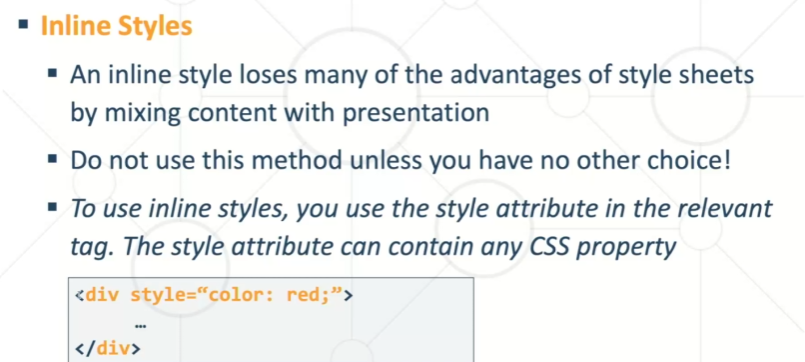 ▪ Inline Styles
▪ An inline style loses many of the advantages of style sheets
by mixing content with presentation
▪ Do not use this method unless you have no other choice!
▪ To use inline styles, you use the style attribute in the relevant
tag. The style attribute can contain any CSS property
<div style=“color: red;”>
…
</div>